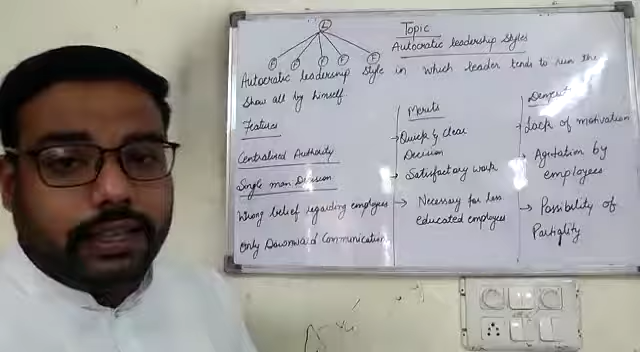 Topic
Autocratic leadership styles
L
F F F F F
Autocratic leadership style in which leader tends to run the
Show all by himself
Features
Centralised Authority
Single man Decision
Wrong belief regarding employees
Only Downward Communication
Merits
→ Quick & clear
Decision
→ Satisfactory work
→ Necessary for less
educated employees
Demerit
→ Lack of motivation
→ Agitation by
employees
→ Possibility of
Partiality